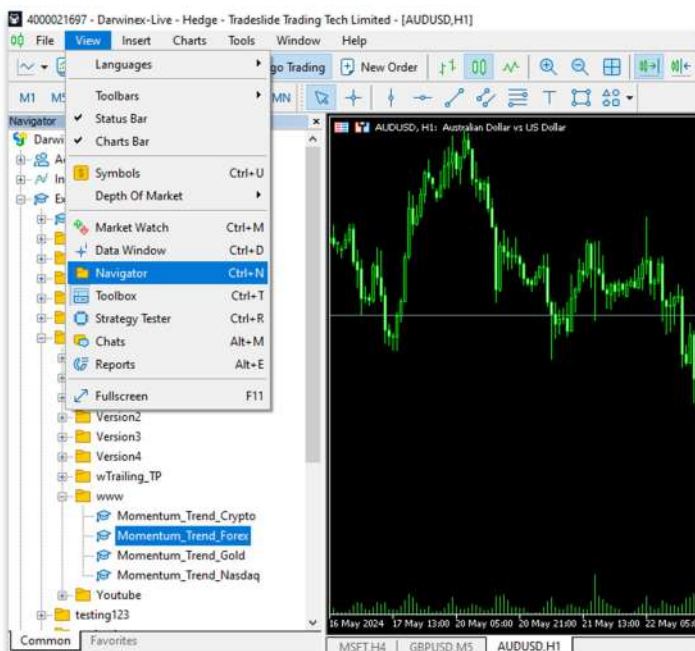 4000021697 - Darwinex-Live - Hedge - Tradeslide Trading Tech Limited - [AUDUSD,H1]
File View Insert Charts Tools Window Help
go Trading New Order
M1 MN
Navigator
Darwi
In
Ex
Languages
Toolbars
Status Bar
Charts Bar
Symbols Ctrl+U
Depth Of Market
Market Watch Ctrl+M
Data Window Ctrl+D
Navigator Ctrl+N
Toolbox Ctrl+T
Strategy Tester Ctrl+R
Chats Alt+M
Reports Alt+E
Fullscreen F11
Version2
Version3
Version4
wTrailing_TP
www
Momentum_Trend_Crypto
Momentum_Trend_Forex
Momentum_Trend_Gold
Momentum_Trend_Nasdaq
Youtube
testing123
Common Favorites
AUDUSD, H1: Australian Dollar vs US Dollar
16 May 2024 17 May 13:00 20 May 05:00 20 May 21:00 21 May 13:00 22 May 05:
MSFT,H4 GBPUSD,M5 AUDUSD,H1